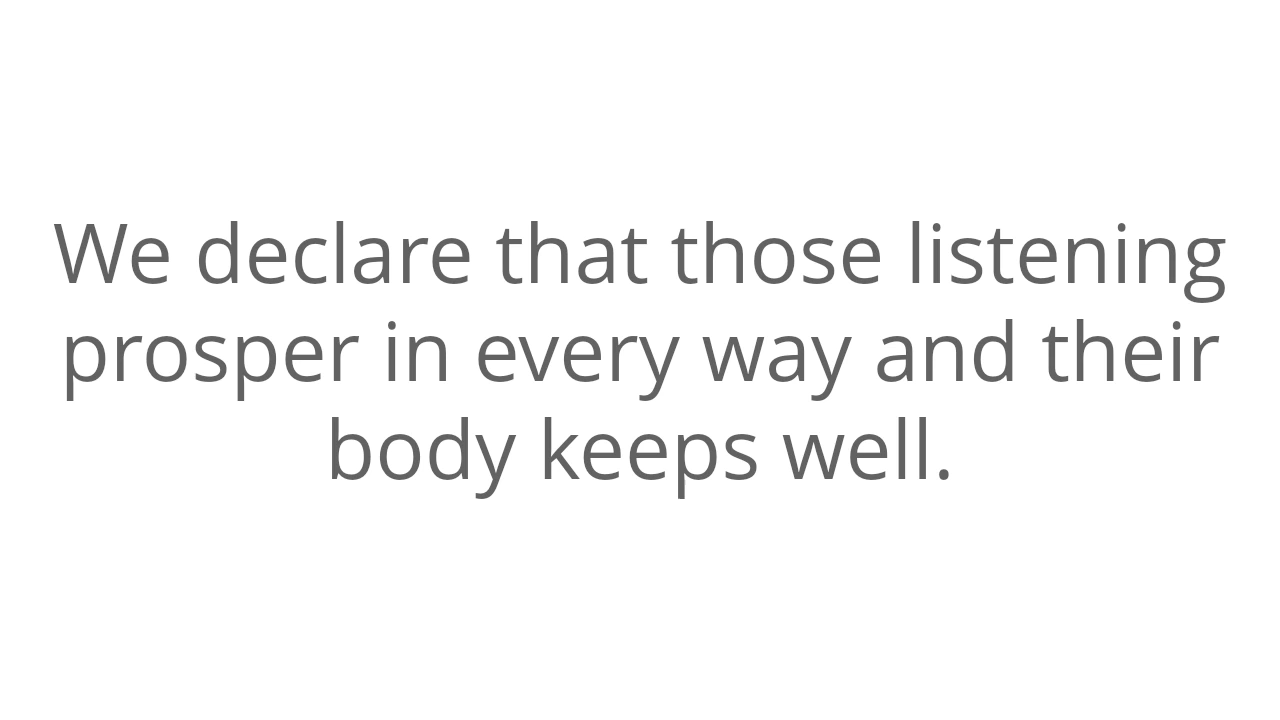 We declare that those listening
prosper in every way and their
body keeps well.